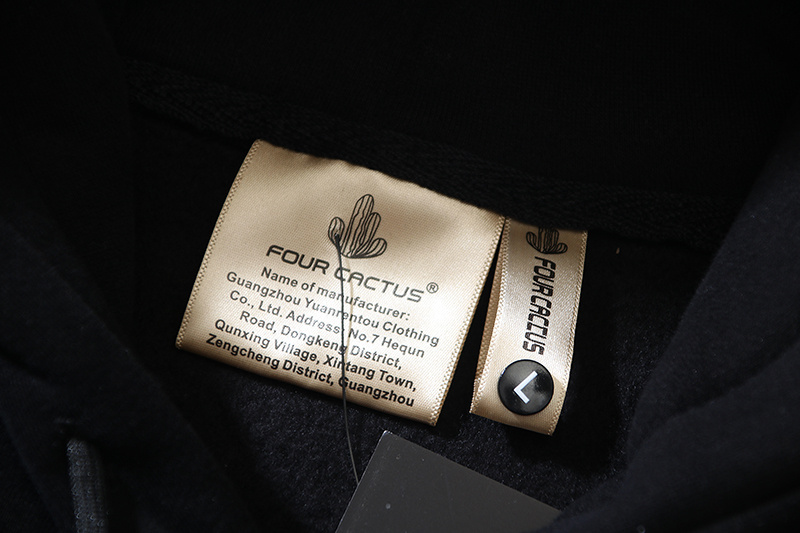 FOUR CACTUS®
Name of manufacturer:
Guangzhou Yuanrentou Clothing
Co., Ltd. Address: No.7 Hequn
Road, Dongkeng District,
Qunxing Village, Xintang Town,
Zengcheng District, Guangzhou
FOURCACCUS
L